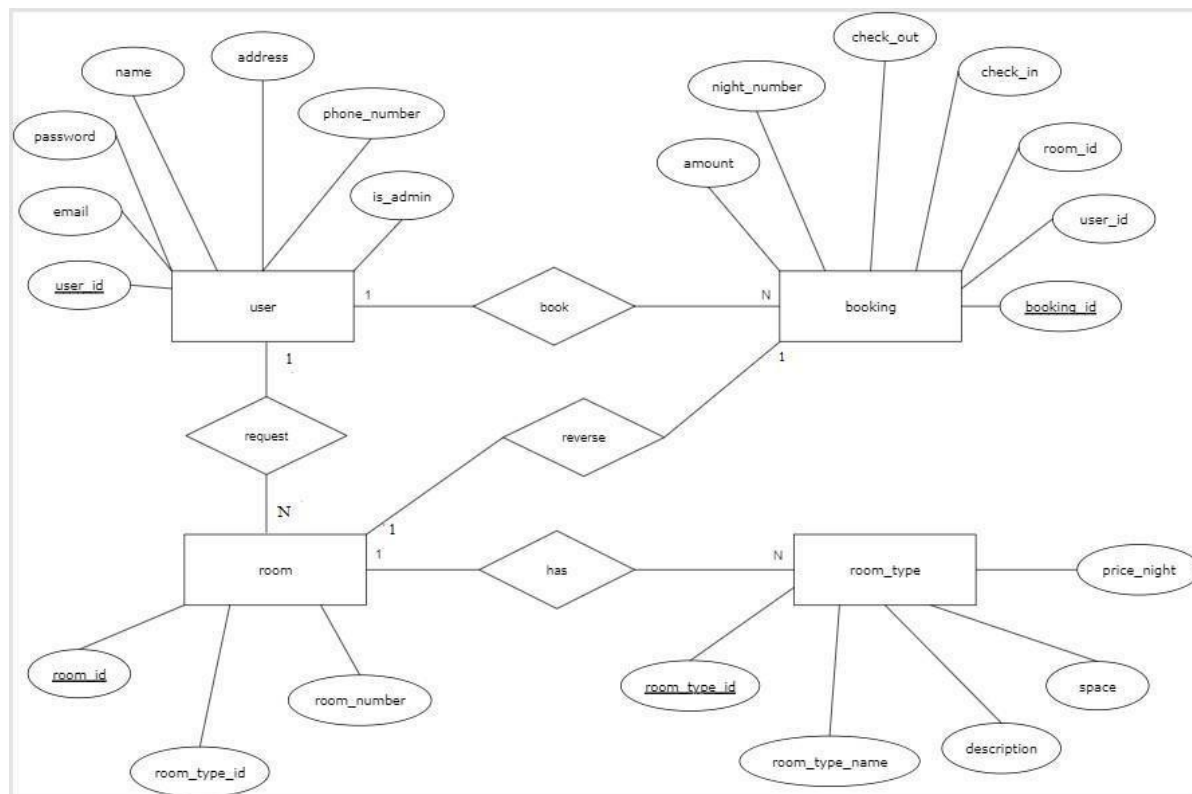 check_out
address
name
check_in
night_number
phone_number
password
room_id
amount
is_admin
email
user_id
user_id
booking_id
1
N
user
book
booking
1
1
request
reverse
N
1
1
N
room
has
room_type
price_night
room_id
room_type_id
space
room_number
description
room_type_name
room_type_id